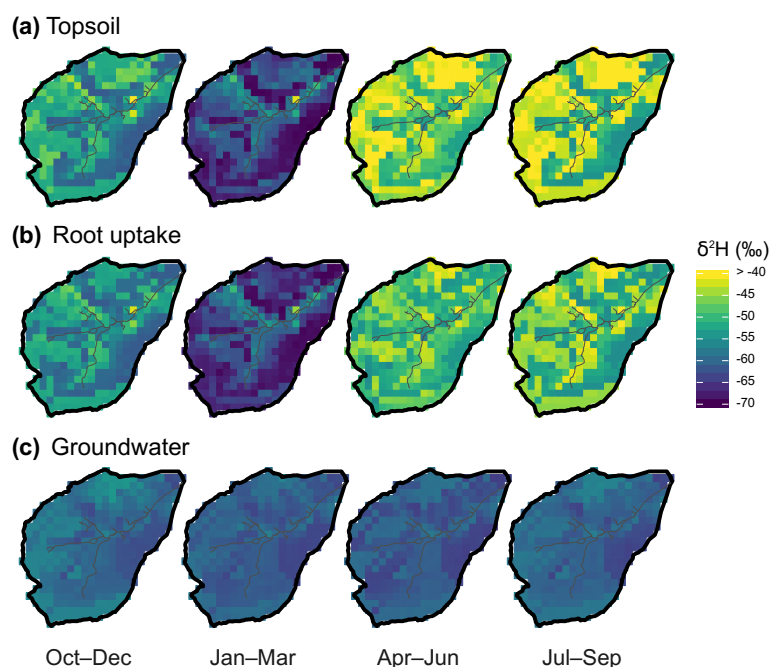 (a) Topsoil
(b) Root uptake
δ²H (‰)
> -40
-45
-50
-55
-60
-65
-70
(c) Groundwater
Oct–Dec Jan–Mar Apr–Jun Jul–Sep